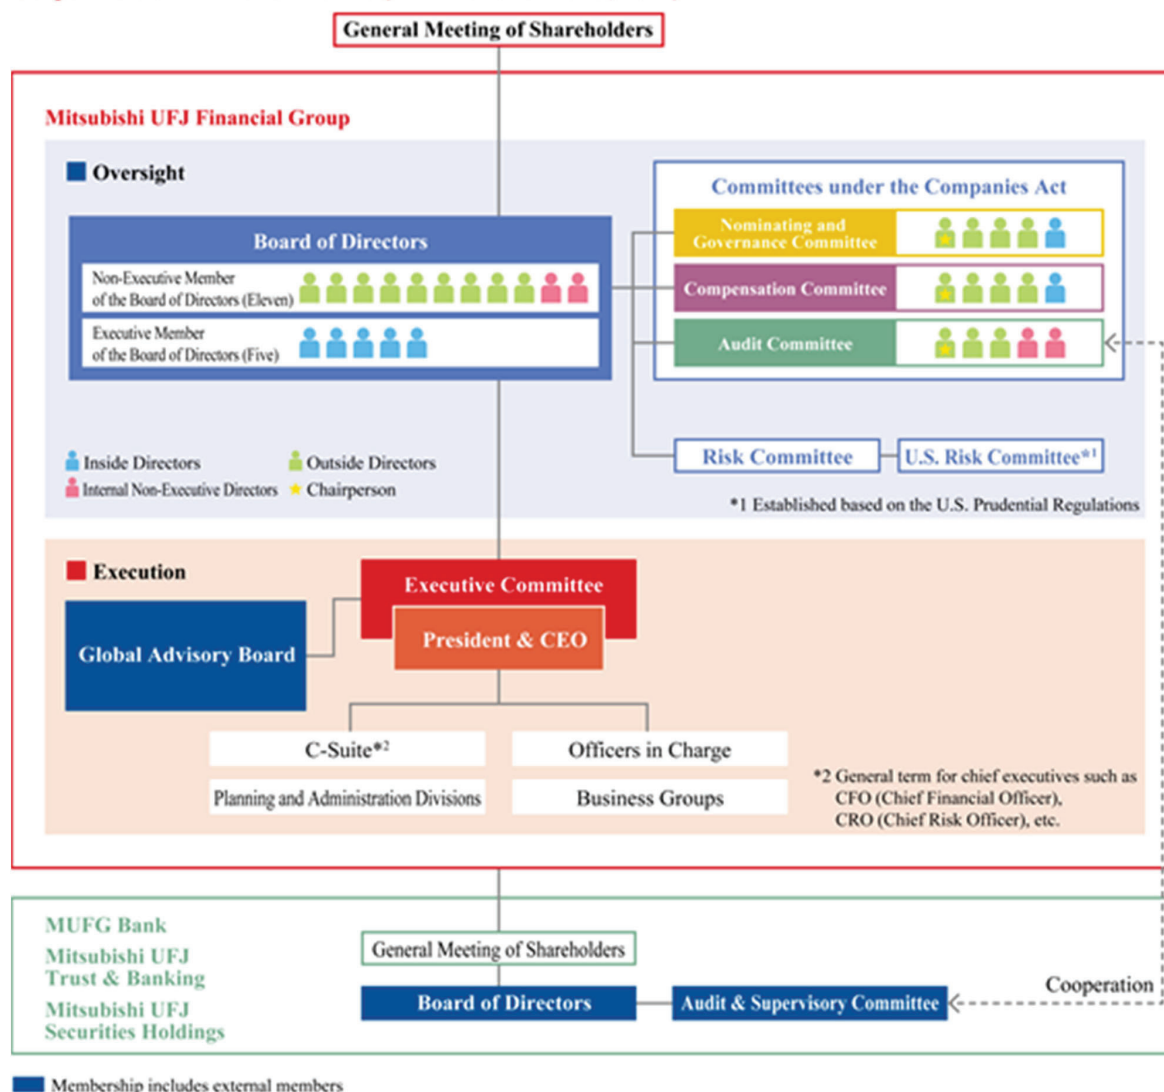 General Meeting of Shareholders
Mitsubishi UFJ Financial Group
Oversight
Board of Directors
Non-Executive Member
of the Board of Directors (Eleven)
Executive Member
of the Board of Directors (Five)
Committees under the Companies Act
Nominating and
Governance Committee
Compensation Committee
Audit Committee
Risk Committee
U.S. Risk Committee*1
Inside Directors
Outside Directors
Internal Non-Executive Directors
Chairperson
*1 Established based on the U.S. Prudential Regulations
Execution
Executive Committee
President & CEO
Global Advisory Board
C-Suite*2
Officers in Charge
Planning and Administration Divisions
Business Groups
*2 General term for chief executives such as
CFO (Chief Financial Officer),
CRO (Chief Risk Officer), etc.
MUFG Bank
Mitsubishi UFJ
Trust & Banking
Mitsubishi UFJ
Securities Holdings
General Meeting of Shareholders
Board of Directors
Audit & Supervisory Committee
Cooperation
Membership includes external members